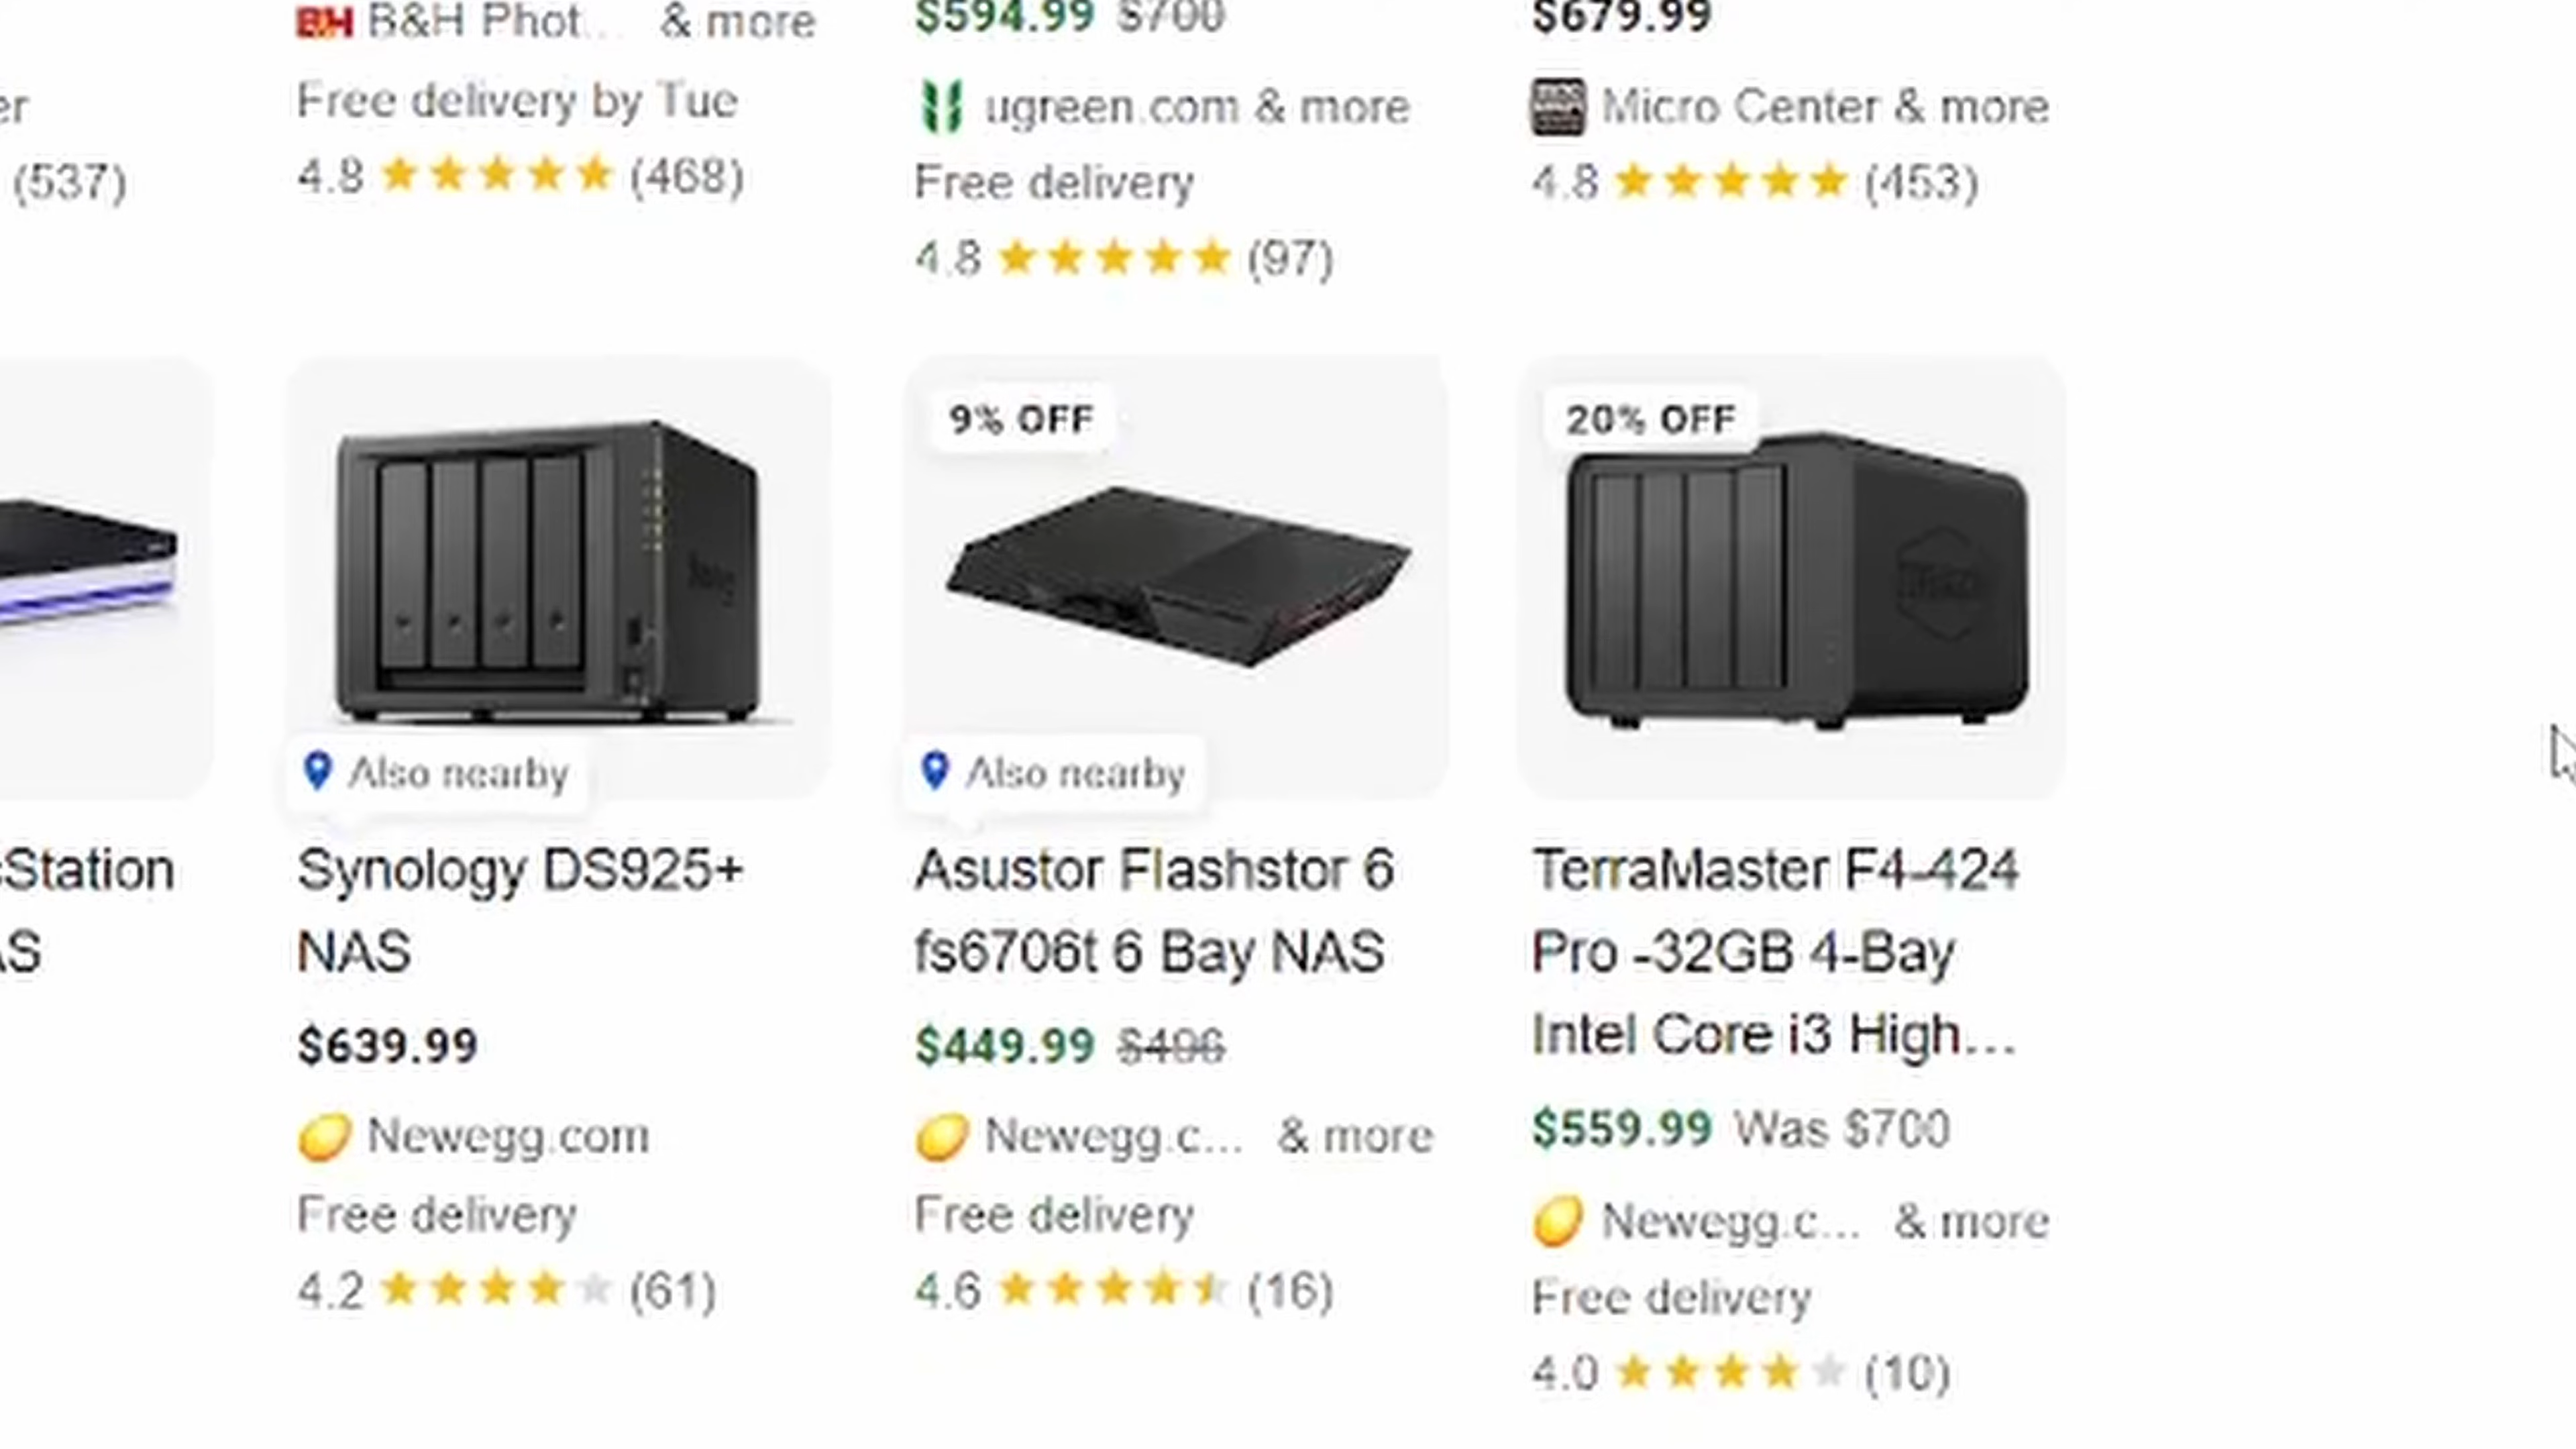 BH B&H Phot... & more
Free delivery by Tue
4.8 (468)
$594.99 $700
ugreen.com & more
Free delivery
4.8 (97)
$679.99
Micro Center & more
4.8 (453)
er
(537)
Station
AS
Also nearby
Synology DS925+
NAS
$639.99
Newegg.com
Free delivery
4.2 (61)
9% OFF
Also nearby
Asustor Flashstor 6
fs6706t 6 Bay NAS
$449.99 $496
Newegg.c... & more
Free delivery
4.6 (16)
20% OFF
TerraMaster F4-424
Pro -32GB 4-Bay
Intel Core i3 High...
$559.99 Was $700
Newegg.c... & more
Free delivery
4.0 (10)